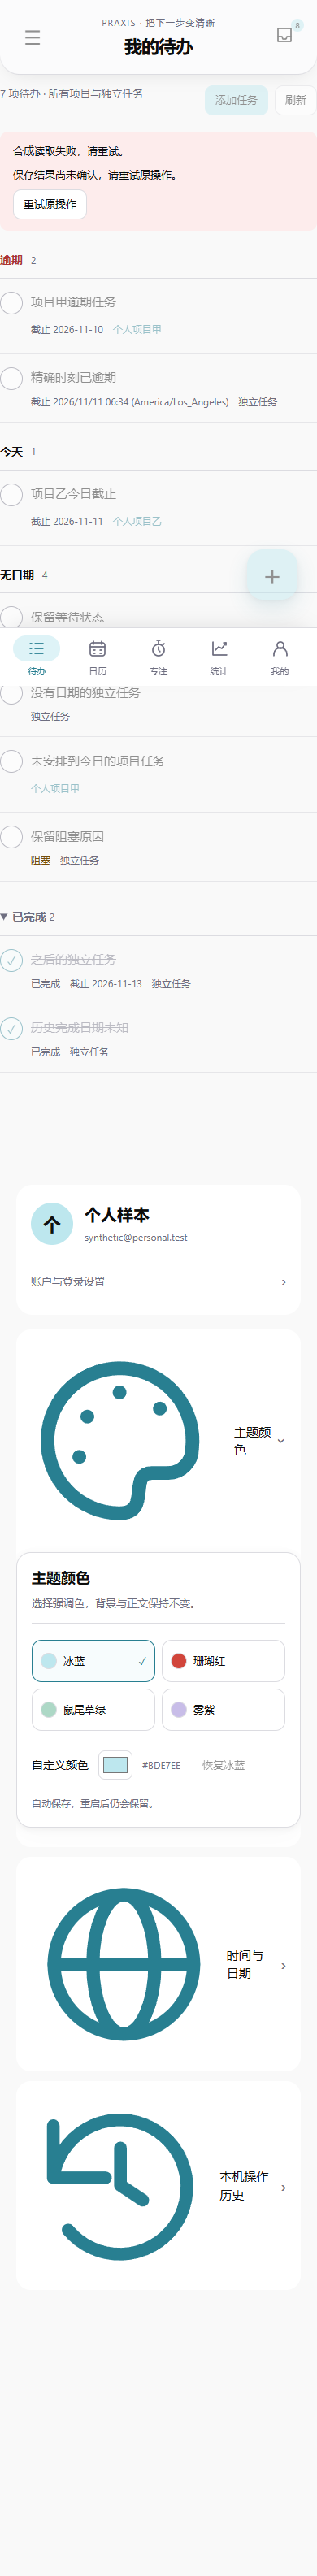 PRAXIS · 把下一步变清晰
我的待办
8
7 项待办 · 所有项目与独立任务
添加任务
刷新
合成读取失败，请重试。
保存结果尚未确认，请重试原操作。
重试原操作
逾期 2
项目甲逾期任务
截止 2026-11-10 个人项目甲
精确时刻已逾期
截止 2026/11/11 06:34 (America/Los_Angeles) 独立任务
今天 1
项目乙今日截止
截止 2026-11-11 个人项目乙
无日期 4
保留等待状态
待办
日历
专注
统计
我的
没有日期的独立任务
独立任务
未安排到今日的项目任务
个人项目甲
保留阻塞原因
阻塞 独立任务
已完成 2
之后的独立任务
已完成 截止 2026-11-13 独立任务
历史完成日期未知
已完成 独立任务
个
个人样本
synthetic@personal.test
账户与登录设置
主题颜
色
主题颜色
选择强调色，背景与正文保持不变。
冰蓝
珊瑚红
鼠尾草绿
雾紫
自定义颜色
#BDE7EE
恢复冰蓝
自动保存，重启后仍会保留。
时间与
日期
本机操作
历史